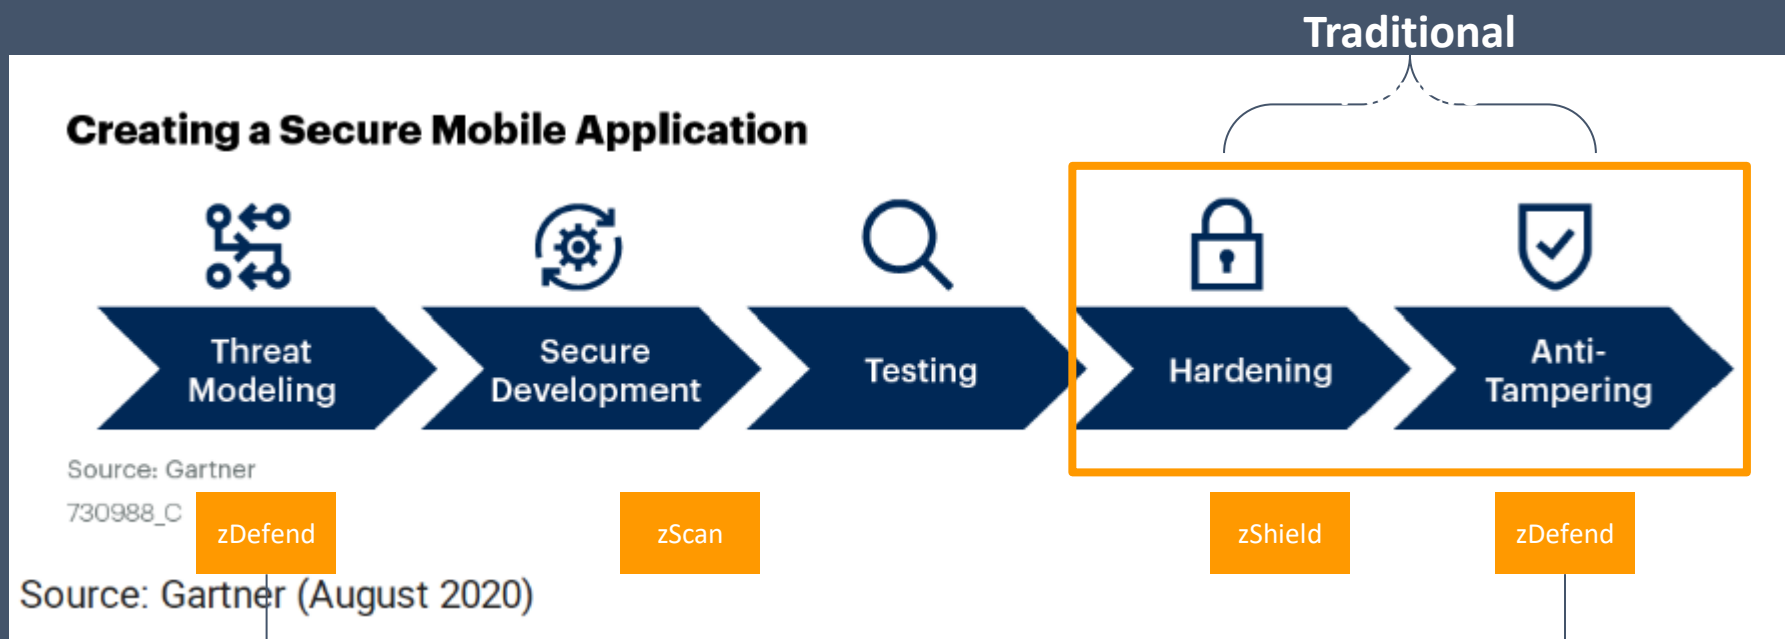 Traditional
Creating a Secure Mobile Application
Threat
Modeling
Secure
Development
Testing
Hardening
Anti-
Tampering
Source: Gartner
730988_C
zDefend
zScan
zShield
zDefend
Source: Gartner (August 2020)